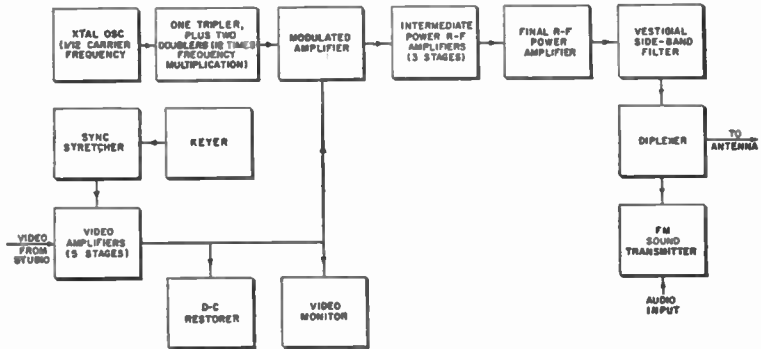 XTAL OSC
(1/12 CARRIER
FREQUENCY)
ONE TRIPLER,
PLUS TWO
DOUBLERS (12 TIMES
FREQUENCY
MULTIPLICATION)
MODULATED
AMPLIFIER
INTERMEDIATE
POWER R-F
AMPLIFIERS
(3 STAGES)
FINAL R-F
POWER
AMPLIFIER
VESTIGIAL
SIDE-BAND
FILTER
SYNC
STRETCHER
KEYER
DIPLEXER
TO
ANTENNA
VIDEO
FROM
STUDIO
VIDEO
AMPLIFIERS
(5 STAGES)
FM
SOUND
TRANSMITTER
D-C
RESTORER
VIDEO
MONITOR
AUDIO
INPUT